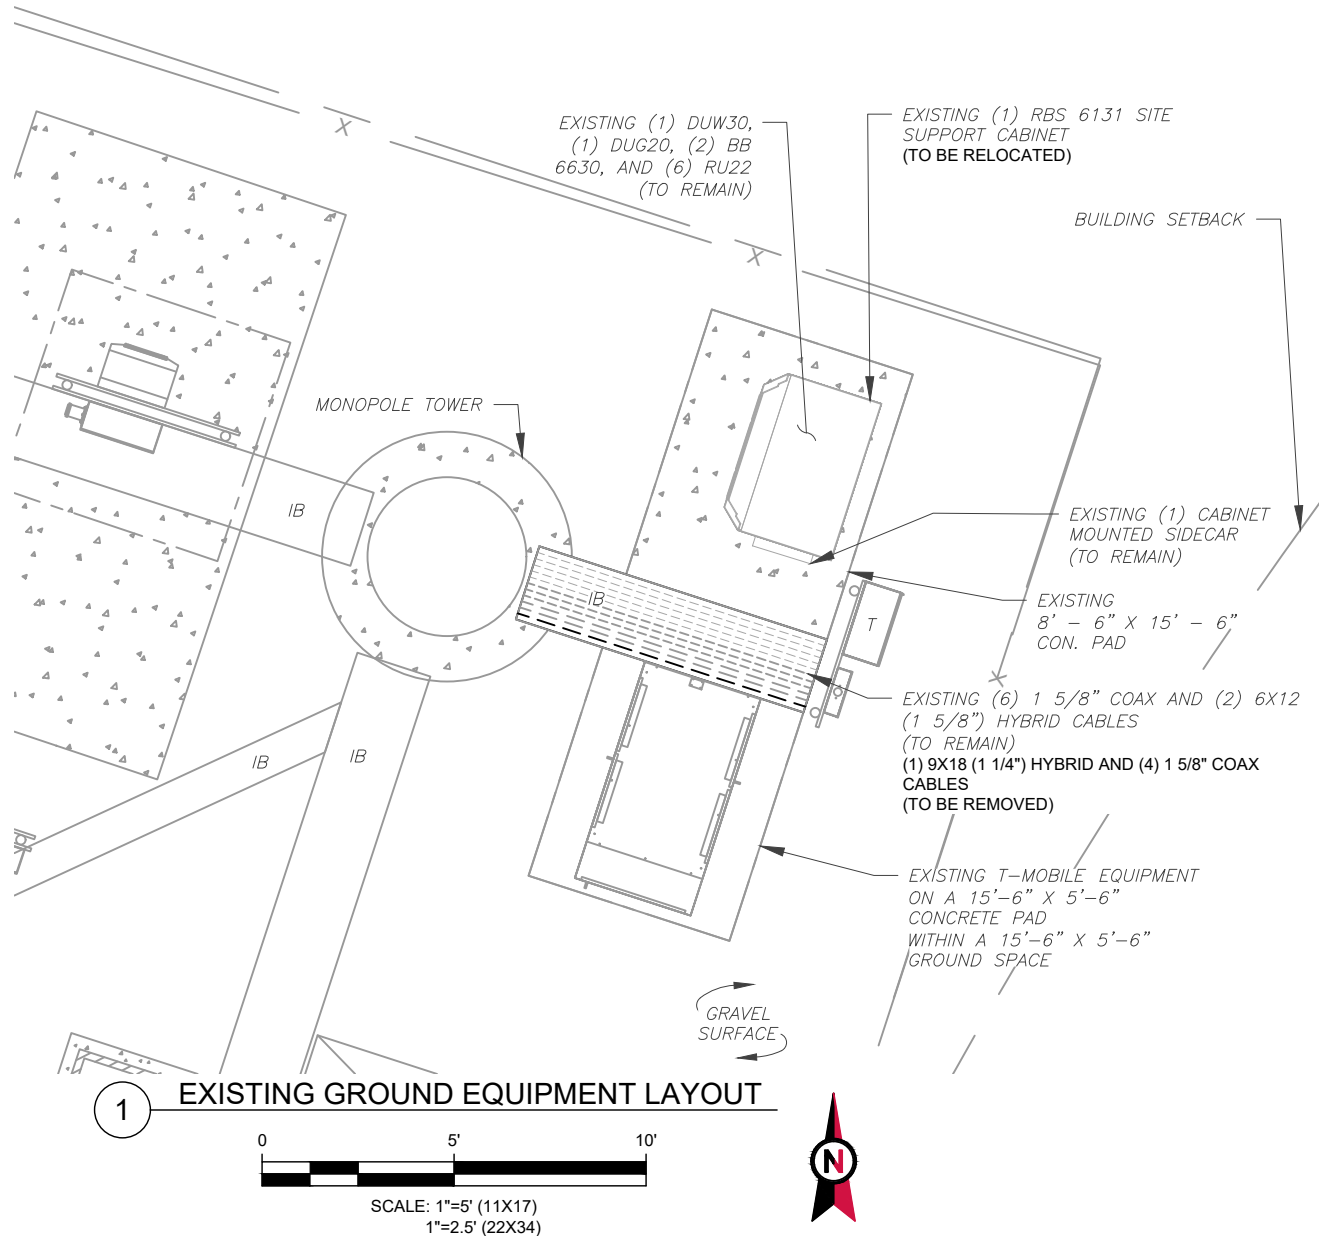 EXISTING (1) DUW30,
(1) DUG20, (2) BB
6630, AND (6) RU22
(TO REMAIN)
EXISTING (1) RBS 6131 SITE
SUPPORT CABINET
(TO BE RELOCATED)
X
BUILDING SETBACK
X
MONOPOLE TOWER
IB
EXISTING (1) CABINET
MOUNTED SIDECAR
(TO REMAIN)
IB
EXISTING
8' - 6" X 15' - 6"
CON. PAD
T
X
EXISTING (6) 1 5/8" COAX AND (2) 6X12
(1 5/8") HYBRID CABLES
(TO REMAIN)
(1) 9X18 (1 1/4") HYBRID AND (4) 1 5/8" COAX
CABLES
(TO BE REMOVED)
IB
IB
EXISTING T-MOBILE EQUIPMENT
ON A 15'-6" X 5'-6"
CONCRETE PAD
WITHIN A 15'-6" X 5'-6"
GROUND SPACE
GRAVEL
SURFACE
1
EXISTING GROUND EQUIPMENT LAYOUT
0 5' 10'
SCALE: 1"=5' (11X17)
1"=2.5' (22X34)
N